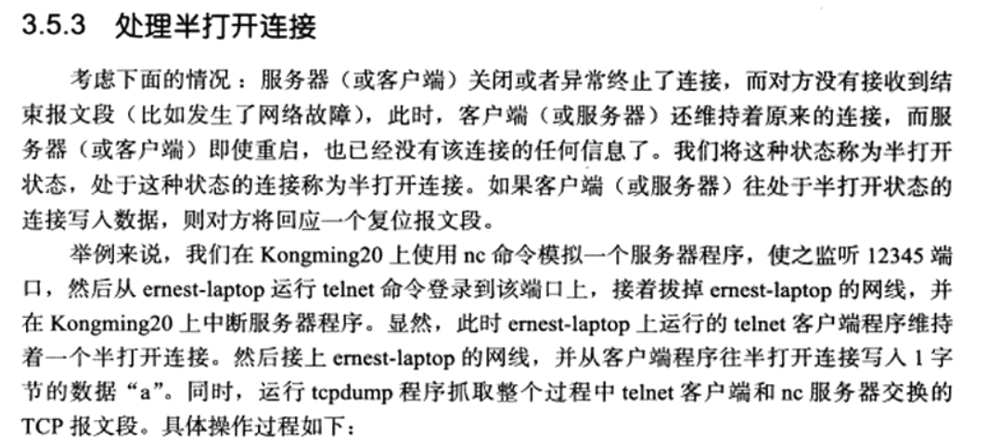 3.5.3 处理半打开连接
考虑下面的情况：服务器（或客户端）关闭或者异常终止了连接，而对方没有接收到结
束报文段（比如发生了网络故障），此时，客户端（或服务器）还维持着原来的连接，而服
务器（或客户端）即使重启，也已经没有该连接的任何信息了。我们将这种状态称为半打开
状态，处于这种状态的连接称为半打开连接。如果客户端（或服务器）往处于半打开状态的
连接写入数据，则对方将回应一个复位报文段。
举例来说，我们在 Kongming20 上使用 nc 命令模拟一个服务器程序，使之监听 12345 端
口，然后从 ernest-laptop 运行 telnet 命令登录到该端口上，接着拔掉 ernest-laptop 的网线，并
在 Kongming20 上中断服务器程序。显然，此时 ernest-laptop 上运行的 telnet 客户端程序维持
着一个半打开连接。然后接上 ernest-laptop 的网线，并从客户端程序往半打开连接写入 1 字
节的数据“a”。同时，运行 tcpdump 程序抓取整个过程中 telnet 客户端和 nc 服务器交换的
TCP 报文段。具体操作过程如下：